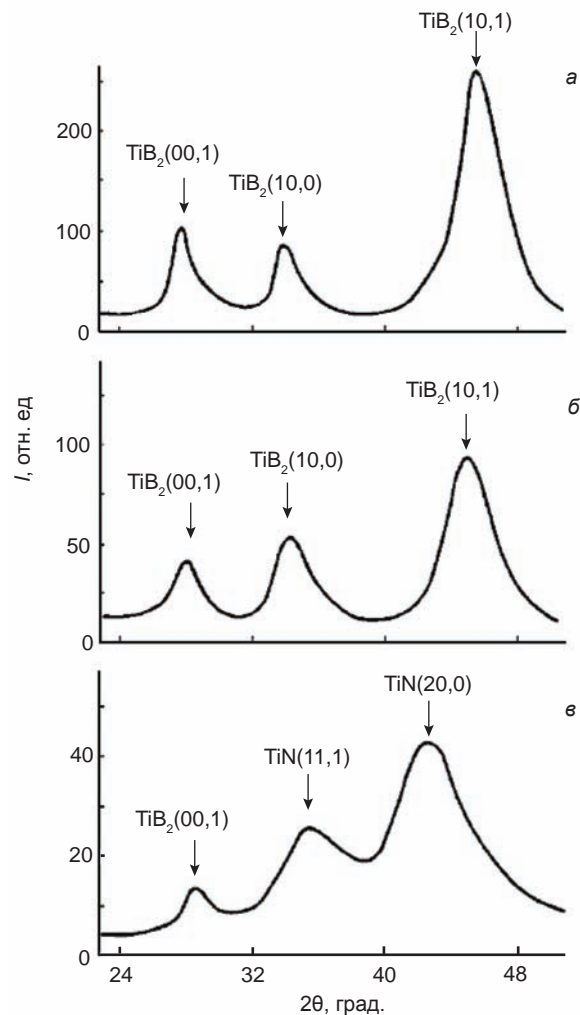 TiB₂(10,1)
а
200
TiB₂(00,1)
TiB₂(10,0)
100
0
TiB₂(10,1)
б
100
TiB₂(10,0)
TiB₂(00,1)
50
0
I, отн. ед
TiN(20,0)
в
TiN(11,1)
40
TiB₂(00,1)
20
0
24 32 40 48
2θ, град.